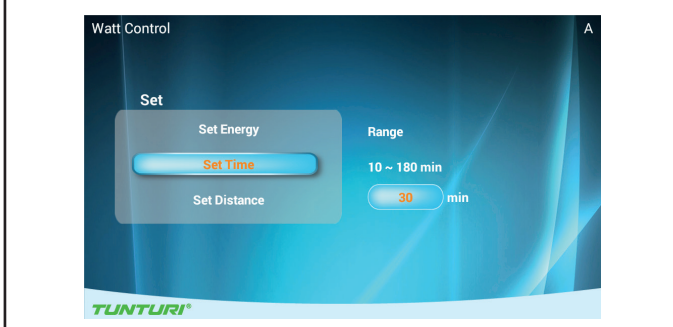 Watt Control
A
Set
Set Energy
Set Time
Set Distance
Range
10 ~ 180 min
30 min
TUNTURI®